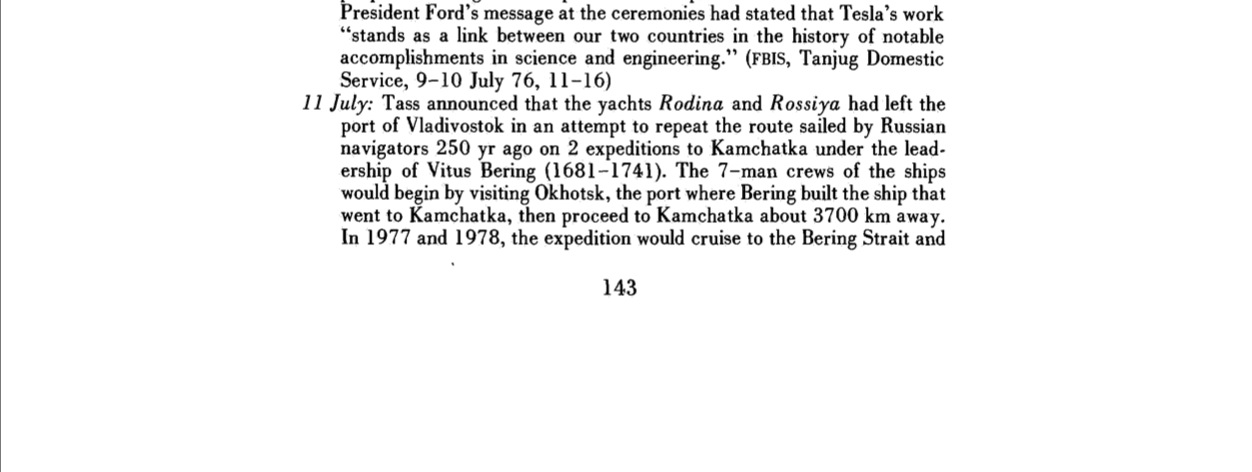 President Ford's message at the ceremonies had stated that Tesla's work
“stands as a link between our two countries in the history of notable
accomplishments in science and engineering.” (FBIS, Tanjug Domestic
Service, 9–10 July 76, 11–16)
11 July: Tass announced that the yachts Rodina and Rossiya had left the
port of Vladivostok in an attempt to repeat the route sailed by Russian
navigators 250 yr ago on 2 expeditions to Kamchatka under the lead-
ership of Vitus Bering (1681–1741). The 7–man crews of the ships
would begin by visiting Okhotsk, the port where Bering built the ship that
went to Kamchatka, then proceed to Kamchatka about 3700 km away.
In 1977 and 1978, the expedition would cruise to the Bering Strait and
143